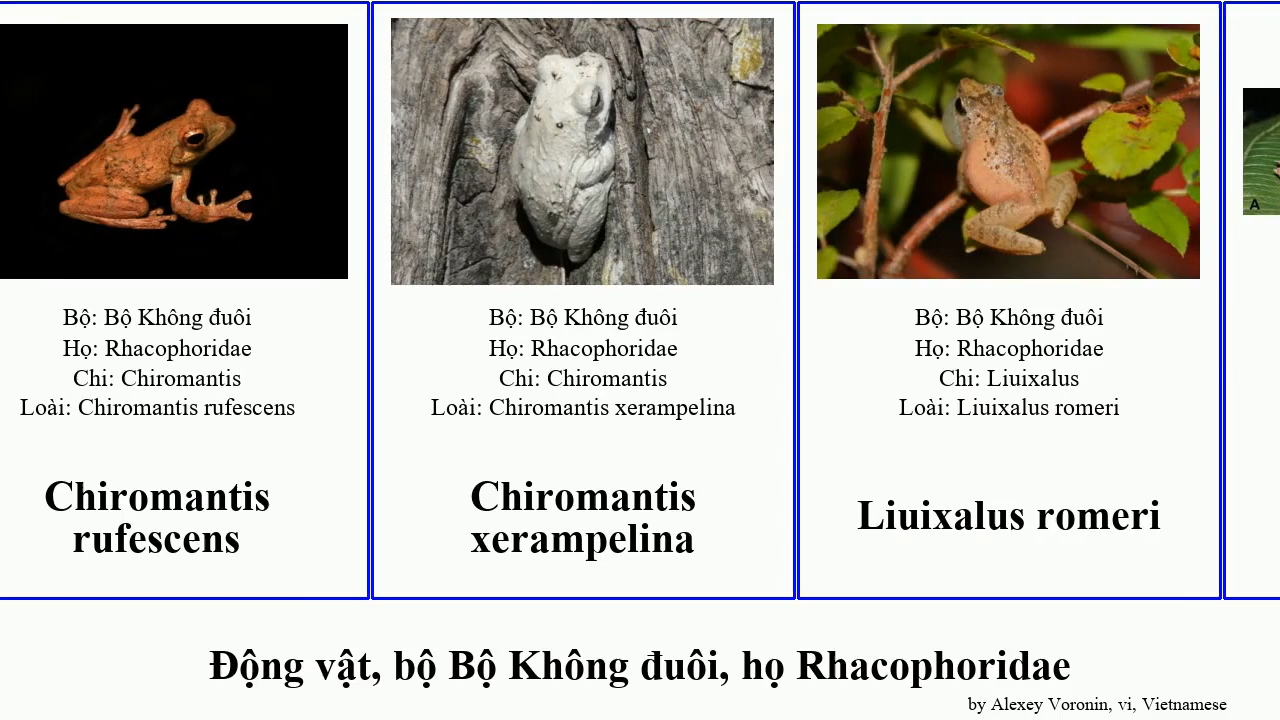 Bộ: Bộ Không đuôi
Họ: Rhacophoridae
Chi: Chiromantis
Loài: Chiromantis rufescens
Chiromantis
rufescens
Bộ: Bộ Không đuôi
Họ: Rhacophoridae
Chi: Chiromantis
Loài: Chiromantis xerampelina
Chiromantis
xerampelina
Bộ: Bộ Không đuôi
Họ: Rhacophoridae
Chi: Liuixalus
Loài: Liuixalus romeri
Liuixalus romeri
A
Động vật, bộ Bộ Không đuôi, họ Rhacophoridae
by Alexey Voronin, vi, Vietnamese